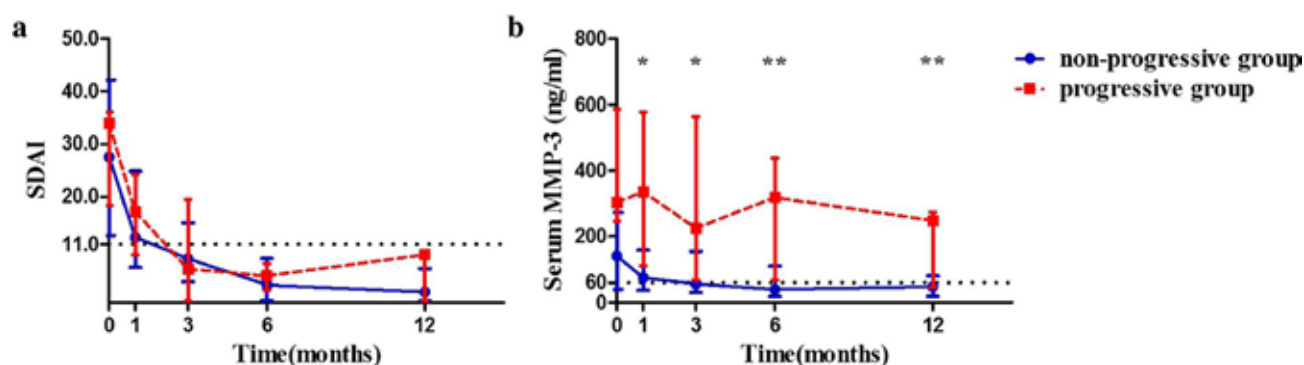 a
50.0
40.0
30.0
20.0
11.0
SDAI
0 1 3 6 12
Time(months)
b
800
600
400
200
60
0
Serum MMP-3 (ng/ml)
* * ** **
0 1 3 6 12
Time(months)
non-progressive group
progressive group